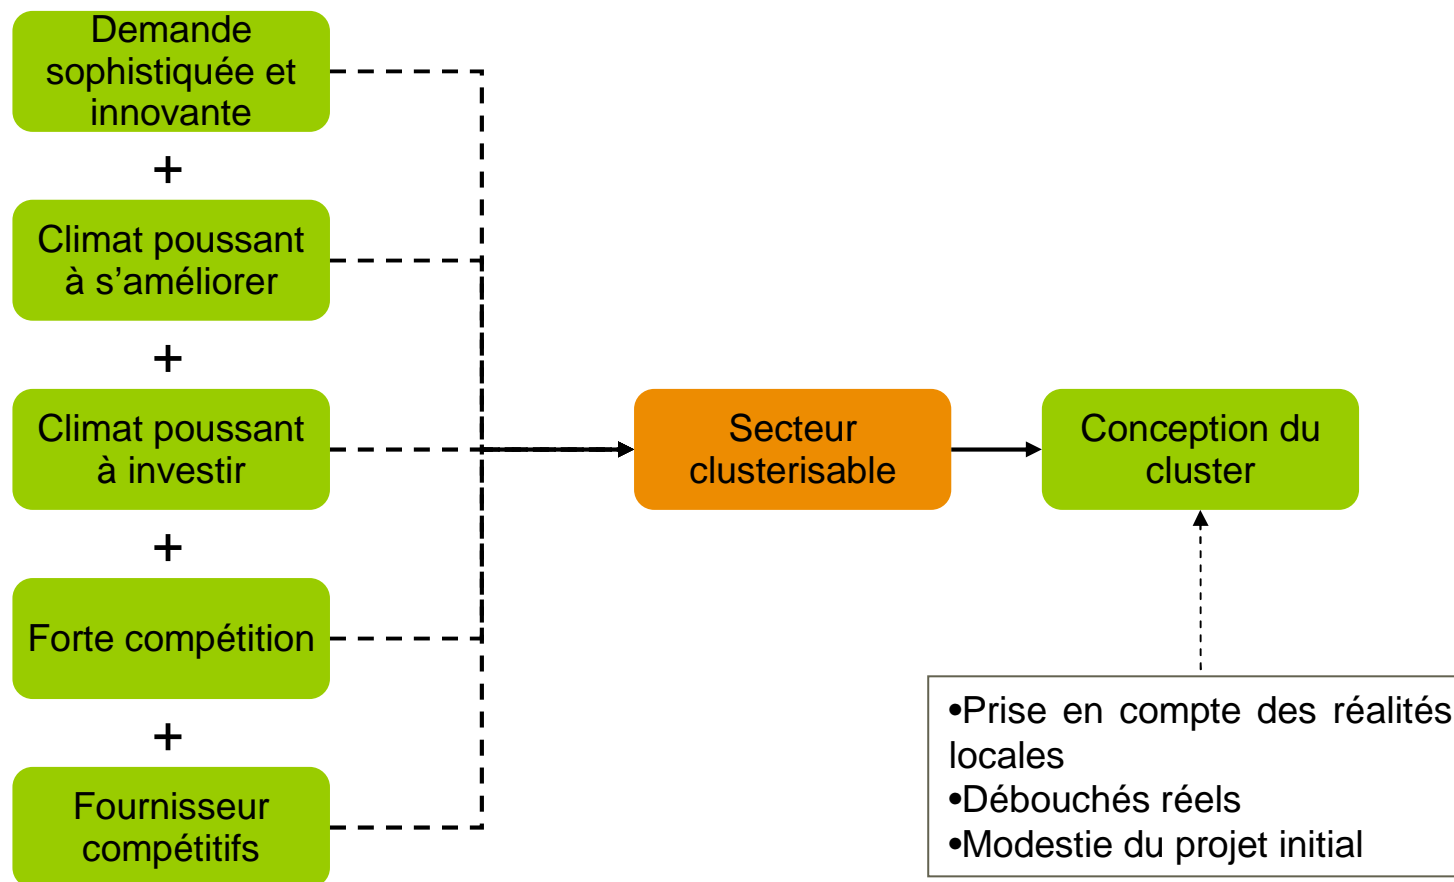 Demande
sophistiquée et
innovante
+
Climat poussant
à s’améliorer
+
Climat poussant
à investir
+
Forte compétition
+
Fournisseur
compétitifs
Secteur
clusterisable
Conception du
cluster
•Prise en compte des réalités
locales
•Débouchés réels
•Modestie du projet initial